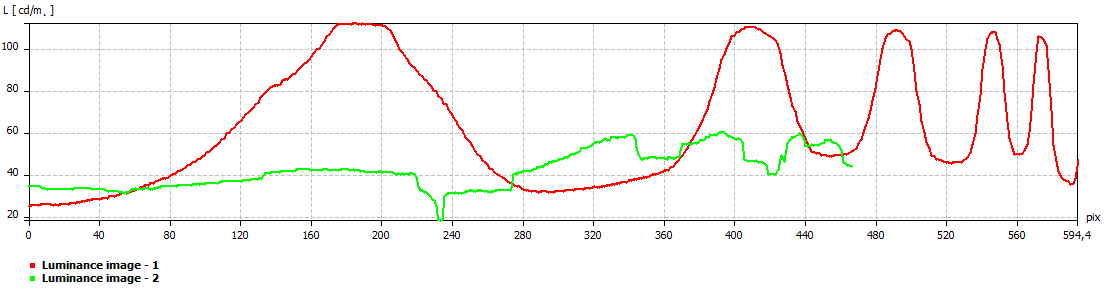 L [ cd/m. ]
100
80
60
40
20
0 40 80 120 160 200 240 280 320 360 400 440 480 520 560 594,4
pix
Luminance image - 1
Luminance image - 2